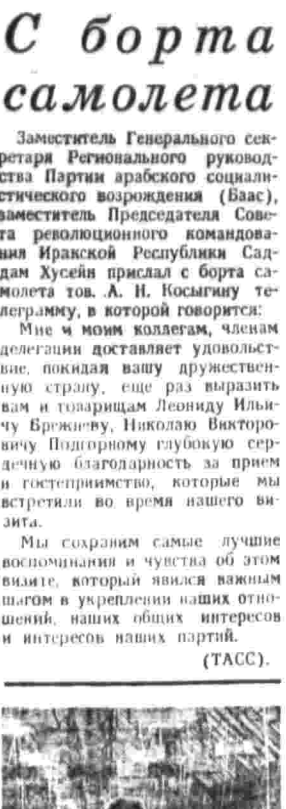 С борта
самолета
Заместитель Генерального сек-
ретаря Регионального руковод-
ства Партии арабского социали-
стического возрождения (Баас),
заместитель Председателя Сове-
та революционного командова-
ния Иракской Республики Сад-
дам Хусейн прислал с борта са-
молета тов. А. Н. Косыгину те-
леграмму, в которой говорится:
Мне и моим коллегам, членам
делегации доставляет удовольст-
вие, покидая вашу дружествен-
ную страну, еще раз выразить
вам и товарищам Леониду Ильи-
чу Брежневу, Николаю Викторо-
вичу Подгорному глубокую сер-
дечную благодарность за прием
и гостеприимство, которые мы
встретили во время нашего ви-
зита.
Мы сохраним самые лучшие
воспоминания и чувства об этом
визите, который явился важным
шагом в укреплении наших отно-
шений, наших общих интересов
и интересов наших партий.
(ТАСС).